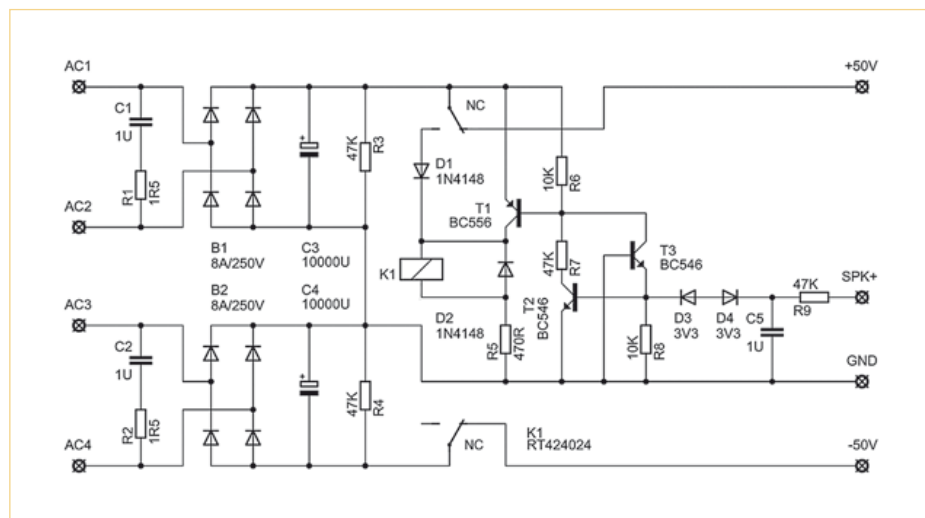 AC1
+50V
C1
NC
1U
47K
R3
D1
1N4148
10K
R6
R1
1R5
T1
BC556
AC2
T3
BC546
B1
8A/250V
C3
10000U
K1
47K
R7
47K
SPK+
B2
8A/250V
C4
10000U
T2
BC546
D3
3V3
D4
3V3
R9
AC3
D2
1N4148
R5
470R
10K
R8
C5
1U
C2
1U
GND
47K
R4
R2
1R5
K1
RT424024
NC
AC4
-50V